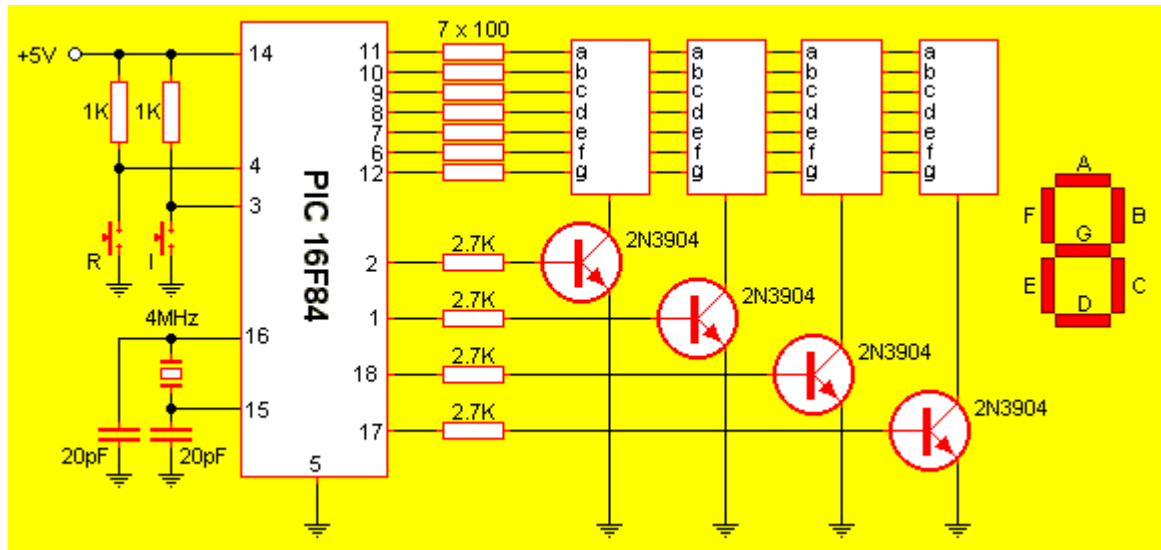 7 x 100
+5V
14
11
10
9
8
7
6
12
a
b
c
d
e
f
g
a
b
c
d
e
f
g
a
b
c
d
e
f
g
a
b
c
d
e
f
g
1K 1K
4
3
R I
PIC 16F84
2 2.7K 2N3904
1 2.7K 2N3904
18 2.7K 2N3904
17 2.7K 2N3904
4MHz
16
15
20pF 20pF
5
A
F B
G
E C
D